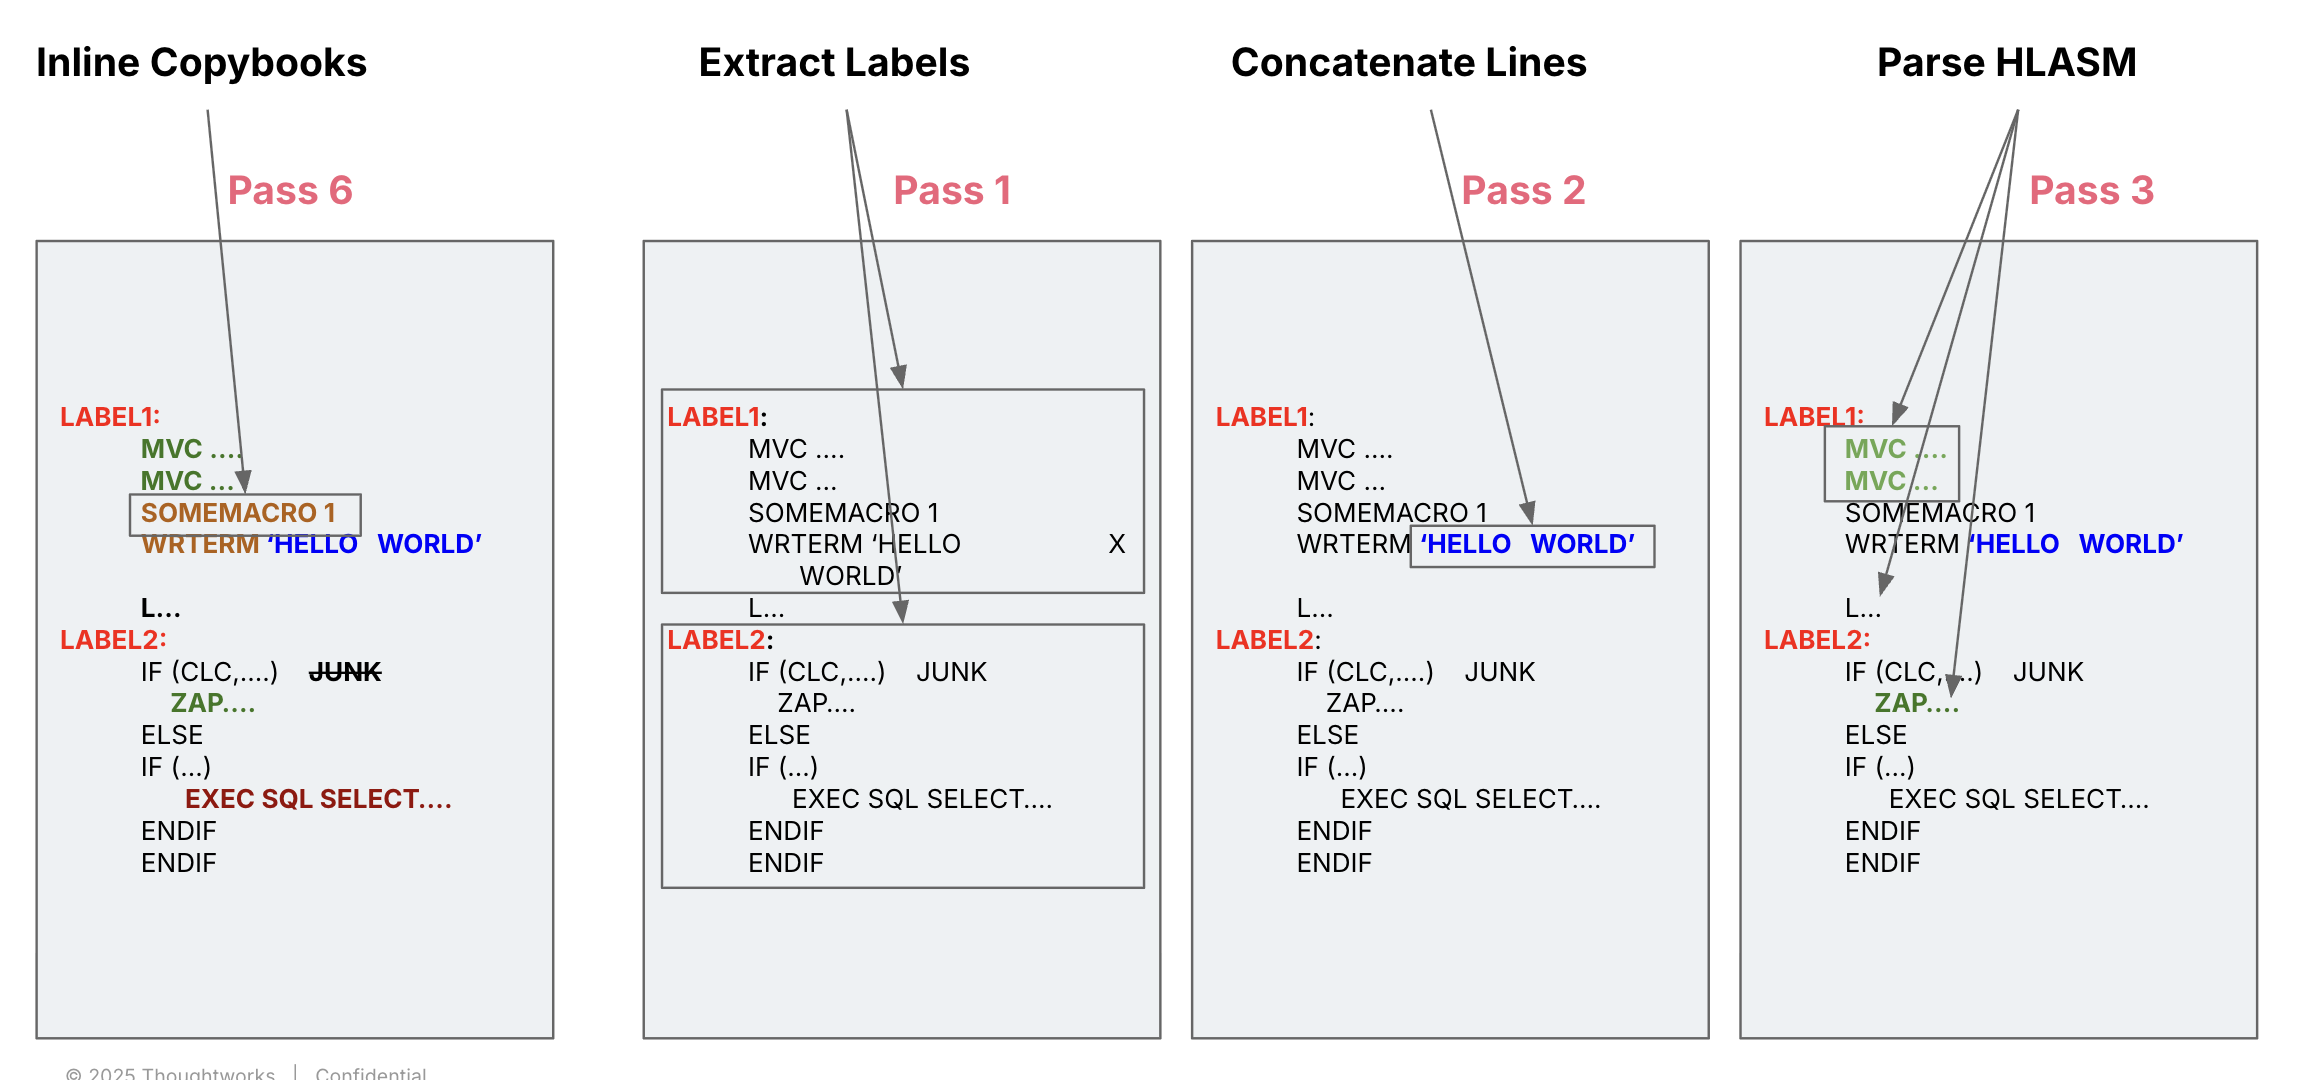 Inline Copybooks
Pass 6
LABEL1:
MVC ....
MVC ...
SOMEMACRO 1
WRTERM ‘HELLO   WORLD’
L...
LABEL2:
IF (CLC,....)    JUNK
ZAP....
ELSE
IF (...)
EXEC SQL SELECT....
ENDIF
ENDIF
Extract Labels
Pass 1
LABEL1:
MVC ....
MVC ...
SOMEMACRO 1
WRTERM ‘HELLO                    X
WORLD’
L...
LABEL2:
IF (CLC,....)    JUNK
ZAP....
ELSE
IF (...)
EXEC SQL SELECT....
ENDIF
ENDIF
Concatenate Lines
Pass 2
LABEL1:
MVC ....
MVC ...
SOMEMACRO 1
WRTERM ‘HELLO   WORLD’
L...
LABEL2:
IF (CLC,....)    JUNK
ZAP....
ELSE
IF (...)
EXEC SQL SELECT....
ENDIF
ENDIF
Parse HLASM
Pass 3
LABEL1:
MVC ....
MVC ...
SOMEMACRO 1
WRTERM ‘HELLO   WORLD’
L...
LABEL2:
IF (CLC,....)    JUNK
ZAP....
ELSE
IF (...)
EXEC SQL SELECT....
ENDIF
ENDIF
© 2025 Thoughtworks | Confidential